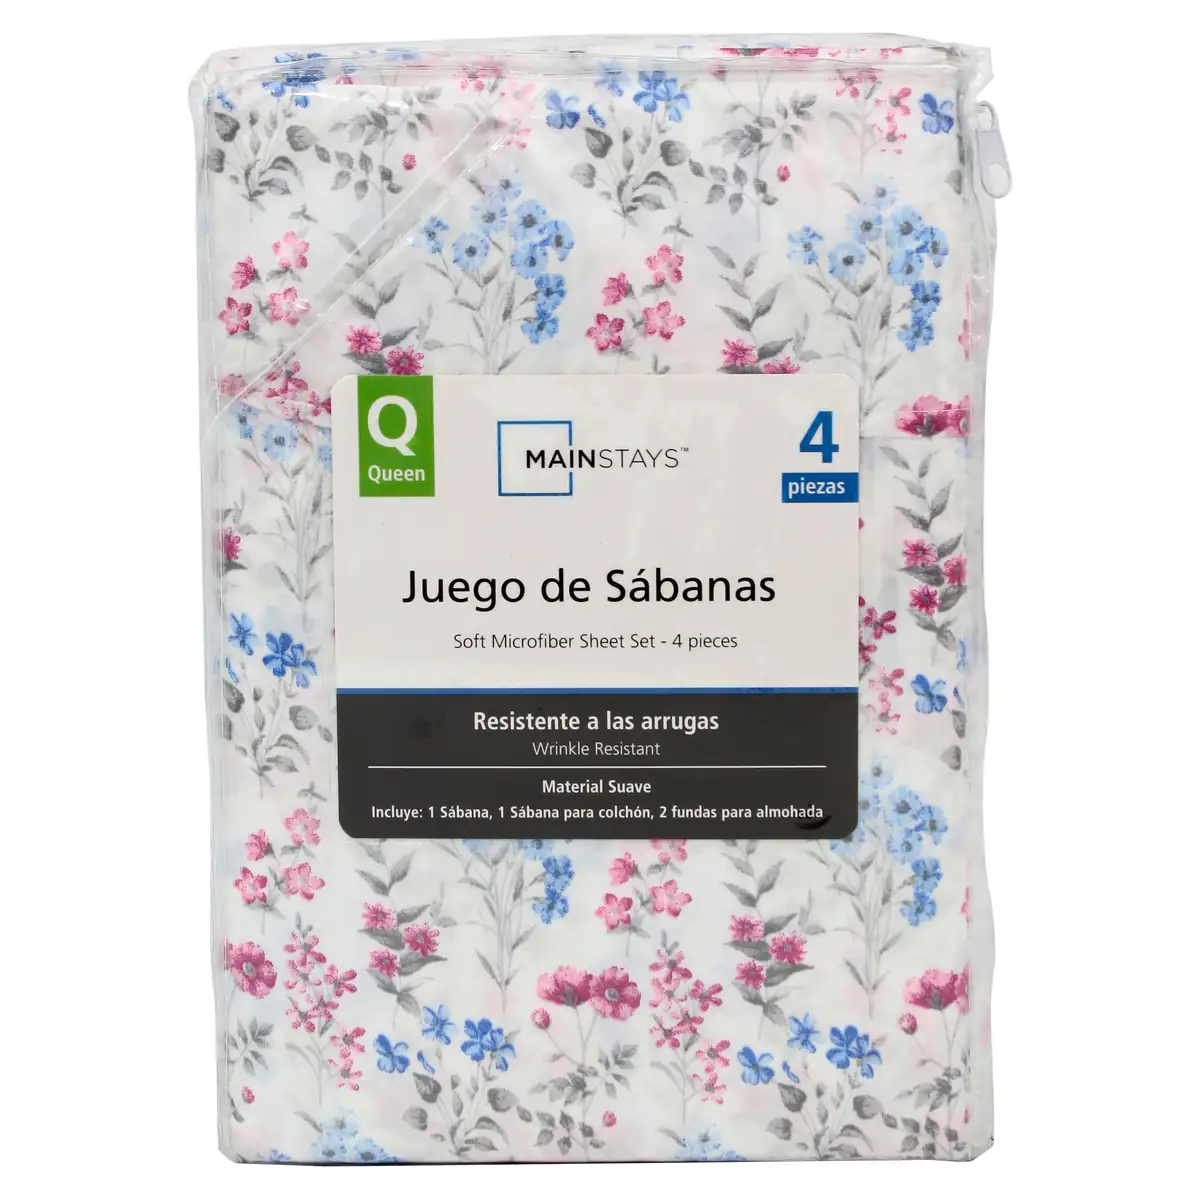 Q
Queen
MAINSTAYS™
4
piezas
Juego de Sábanas
Soft Microfiber Sheet Set - 4 pieces
Resistente a las arrugas
Wrinkle Resistant
Material Suave
Incluye: 1 Sábana, 1 Sábana para colchón, 2 fundas para almohada